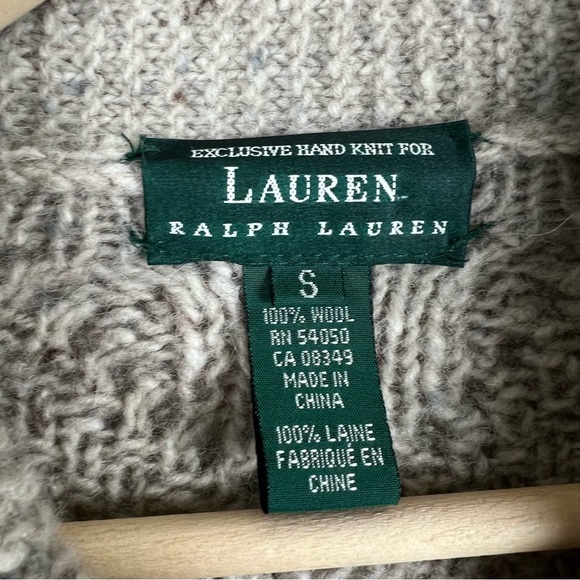 EXCLUSIVE HAND KNIT FOR
LAUREN
RALPH LAUREN
S
100% WOOL
RN 54050
CA 08349
MADE IN
CHINA
100% LAINE
FABRIQUÉ EN
CHINE